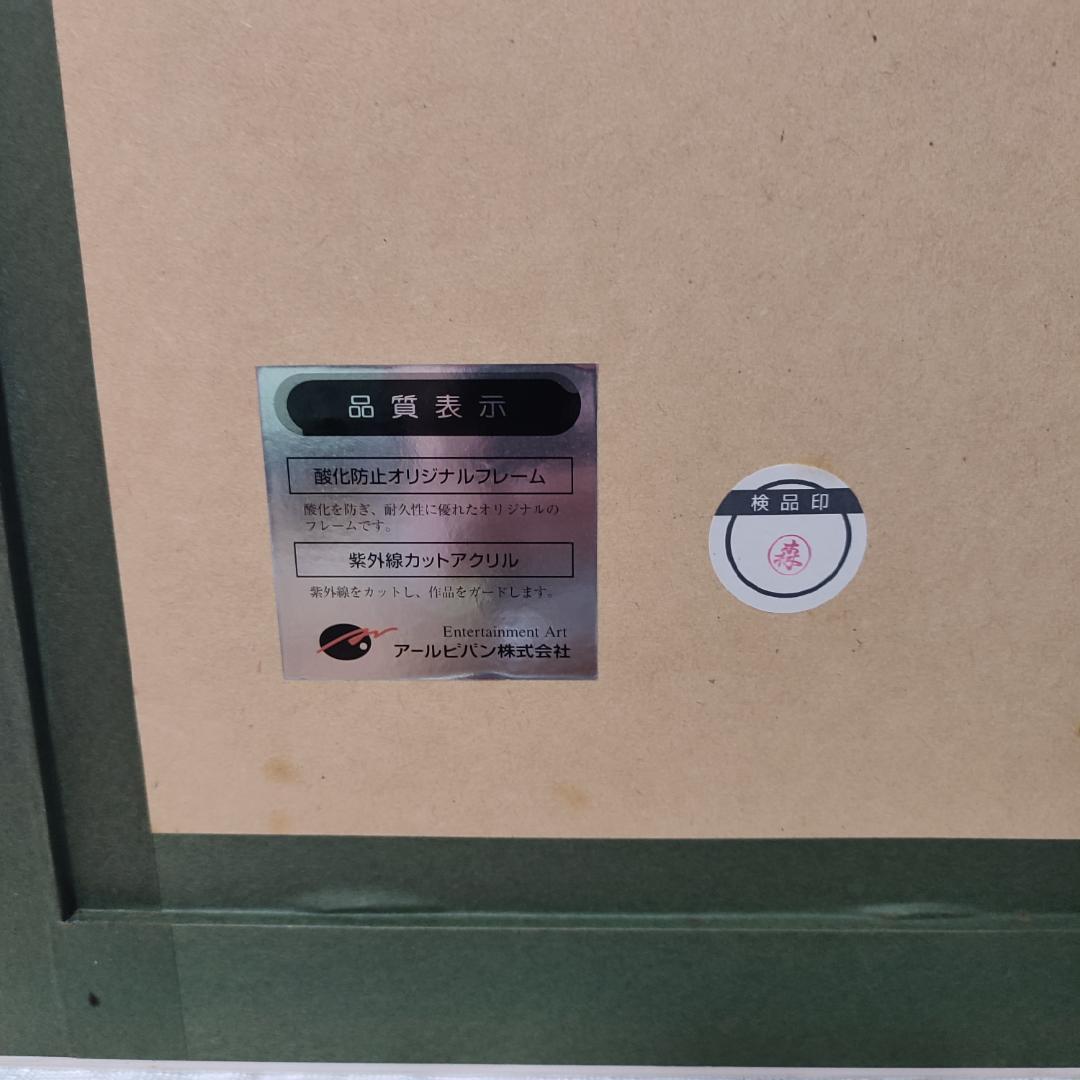 品質表示
酸化防止オリジナルフレーム
酸化を防ぎ、耐久性に優れたオリジナルの
フレームです。
紫外線カットアクリル
紫外線をカットし、作品をガードします。
Entertainment Art
アールビバン株式会社
検品印
森